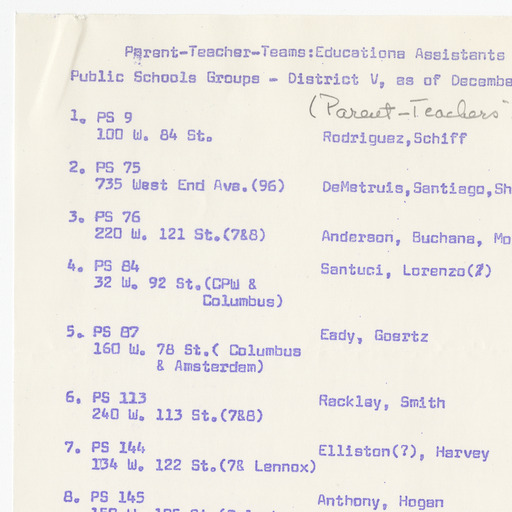 Parent-Teacher-Teams:Educationa Assistants
Public Schools Groups - District V, as of Decembe
(Parent-Teachers
1. PS 9
100 W. 84 St. Rodriguez,Schiff
2. PS 75
735 West End Ave.(96) DeMetruis,Santiago,Sh
3. PS 76
220 W. 121 St.(7&8) Anderson, Buchana, Mo
4. PS 84 Santuci, Lorenzo(?)
32 W. 92 St.(CPW &
Columbus)
5. PS 87 Eady, Goertz
160 W. 78 St.( Columbus
& Amsterdam)
6. PS 113 Rackley, Smith
240 W. 113 St.(7&8)
7. PS 144 Elliston(?), Harvey
134 W. 122 St.(7& Lennox)
8. PS 145 Anthony, Hogan